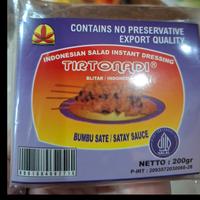 CONTAINS NO PRESERVATIVE
EXPORT QUALITY
INDONESIAN SALAD INSTANT DRESSING
TIRTONADI®
BLITAR / INDONESIA
BUMBU SATE / SATAY SAUCE
NETTO : 200gr